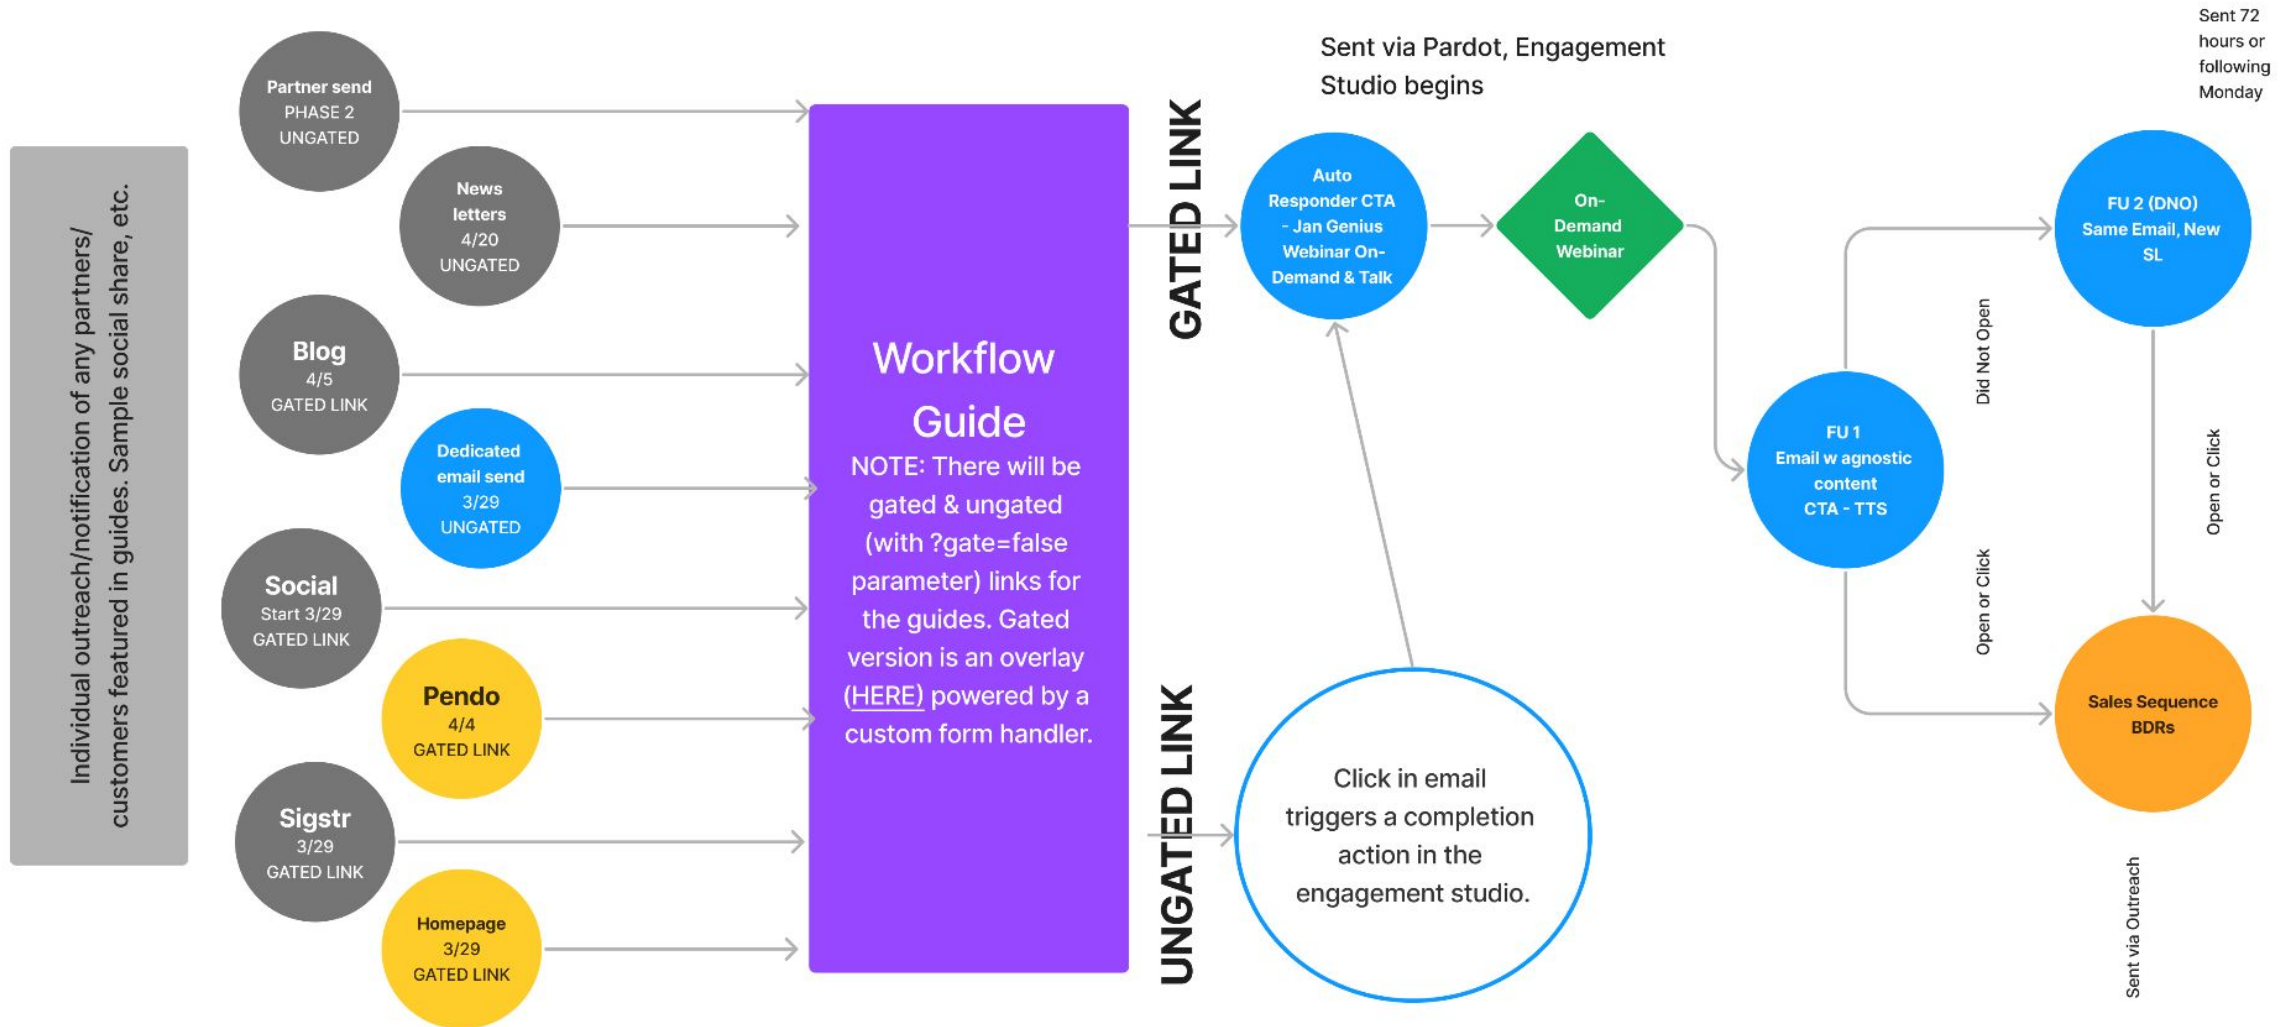 Individual outreach/notification of any partners/
customers featured in guides. Sample social share, etc.
Partner send
PHASE 2
UNGATED
News
letters
4/20
UNGATED
Blog
4/5
GATED LINK
Dedicated
email send
3/29
UNGATED
Social
Start 3/29
GATED LINK
Pendo
4/4
GATED LINK
Sigstr
3/29
GATED LINK
Homepage
3/29
GATED LINK
Workflow
Guide
NOTE: There will be
gated & ungated
(with ?gate=false
parameter) links for
the guides. Gated
version is an overlay
(HERE) powered by a
custom form handler.
GATED LINK
UNGATED LINK
Sent via Pardot, Engagement
Studio begins
Auto
Responder CTA
- Jan Genius
Webinar On-
Demand & Talk
On-
Demand
Webinar
Click in email
triggers a completion
action in the
engagement studio.
FU 1
Email w agnostic
content
CTA - TTS
Did Not Open
Open or Click
Sent 72
hours or
following
Monday
FU 2 (DNO)
Same Email, New
SL
Open or Click
Sales Sequence
BDRs
Sent via Outreach